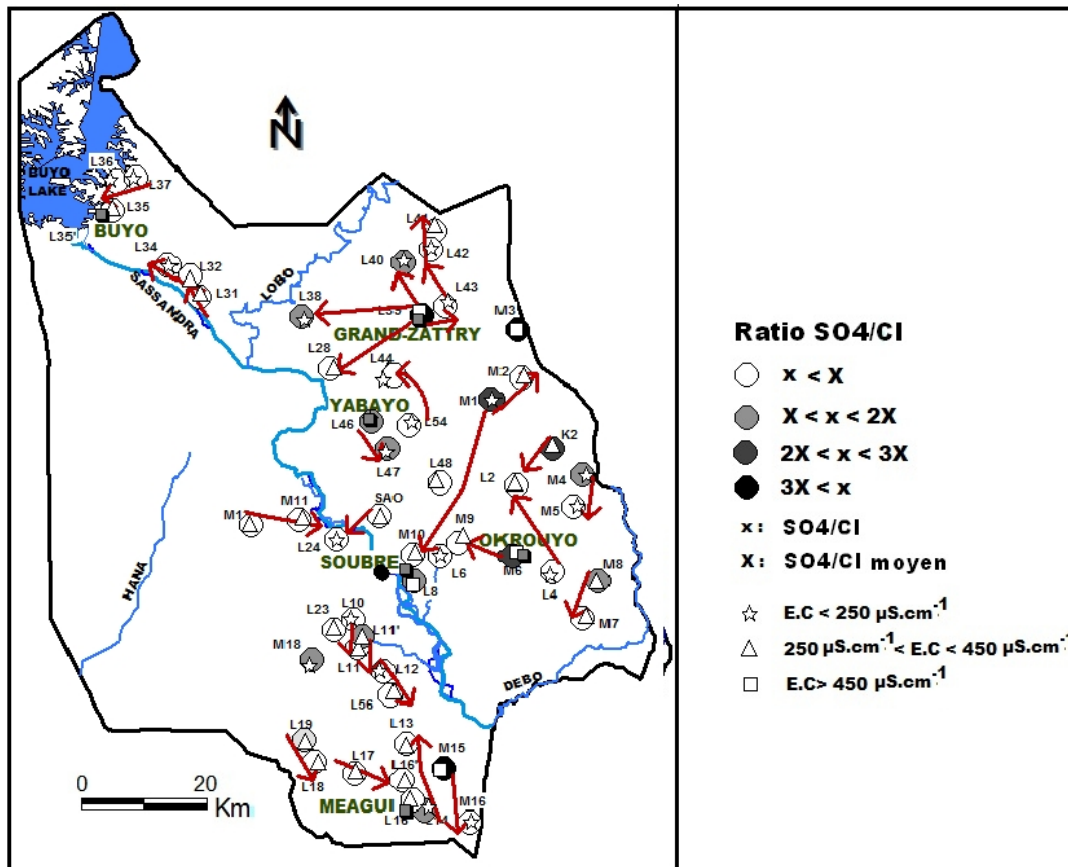 N
L36
L37
BUYO
LAKE
L35
L35'
BUYO
L34
L32
L31
SASSANDRA
LOBO
L42
L40
L43
L38
GRAND-ZATTRY
M3
L28
L44
M2
YABAYO
M1
L46
L54
L47
K2
L48
L2
M4
M5
M11
SAO
L24
M10
M9
OKROUYO
SOUBRE
L6
M6
L8
L4
M8
M7
HANA
L23
L10
L11'
M18
L11
L12
L56
DEBO
L19
L13
L17
L16'
M15
L18
MEAGUI
M16
0 20
Km
Ratio SO4/Cl
x < X
X < x < 2X
2X < x < 3X
3X < x
x : SO4/Cl
X : SO4/Cl moyen
E.C < 250 µS.cm-1
250 µS.cm-1 < E.C < 450 µS.cm-1
E.C> 450 µS.cm-1